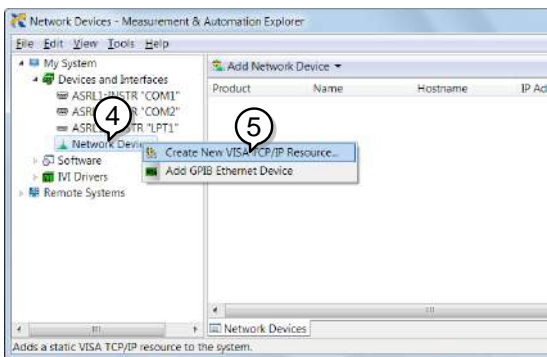 Network Devices - Measurement & Automation Explorer
File Edit View Tools Help
My System
Devices and Interfaces
ASRL1::INSTR "COM1"
"COM2"
"LPT1"
Network
Software
IVI Drivers
Remote Systems
4
Add Network Device
Product Name Hostname IP Ad
5
Create New VISA TCP/IP Resource...
Add GPIB Ethernet Device
Network Devices
Adds a static VISA TCP/IP resource to the system.